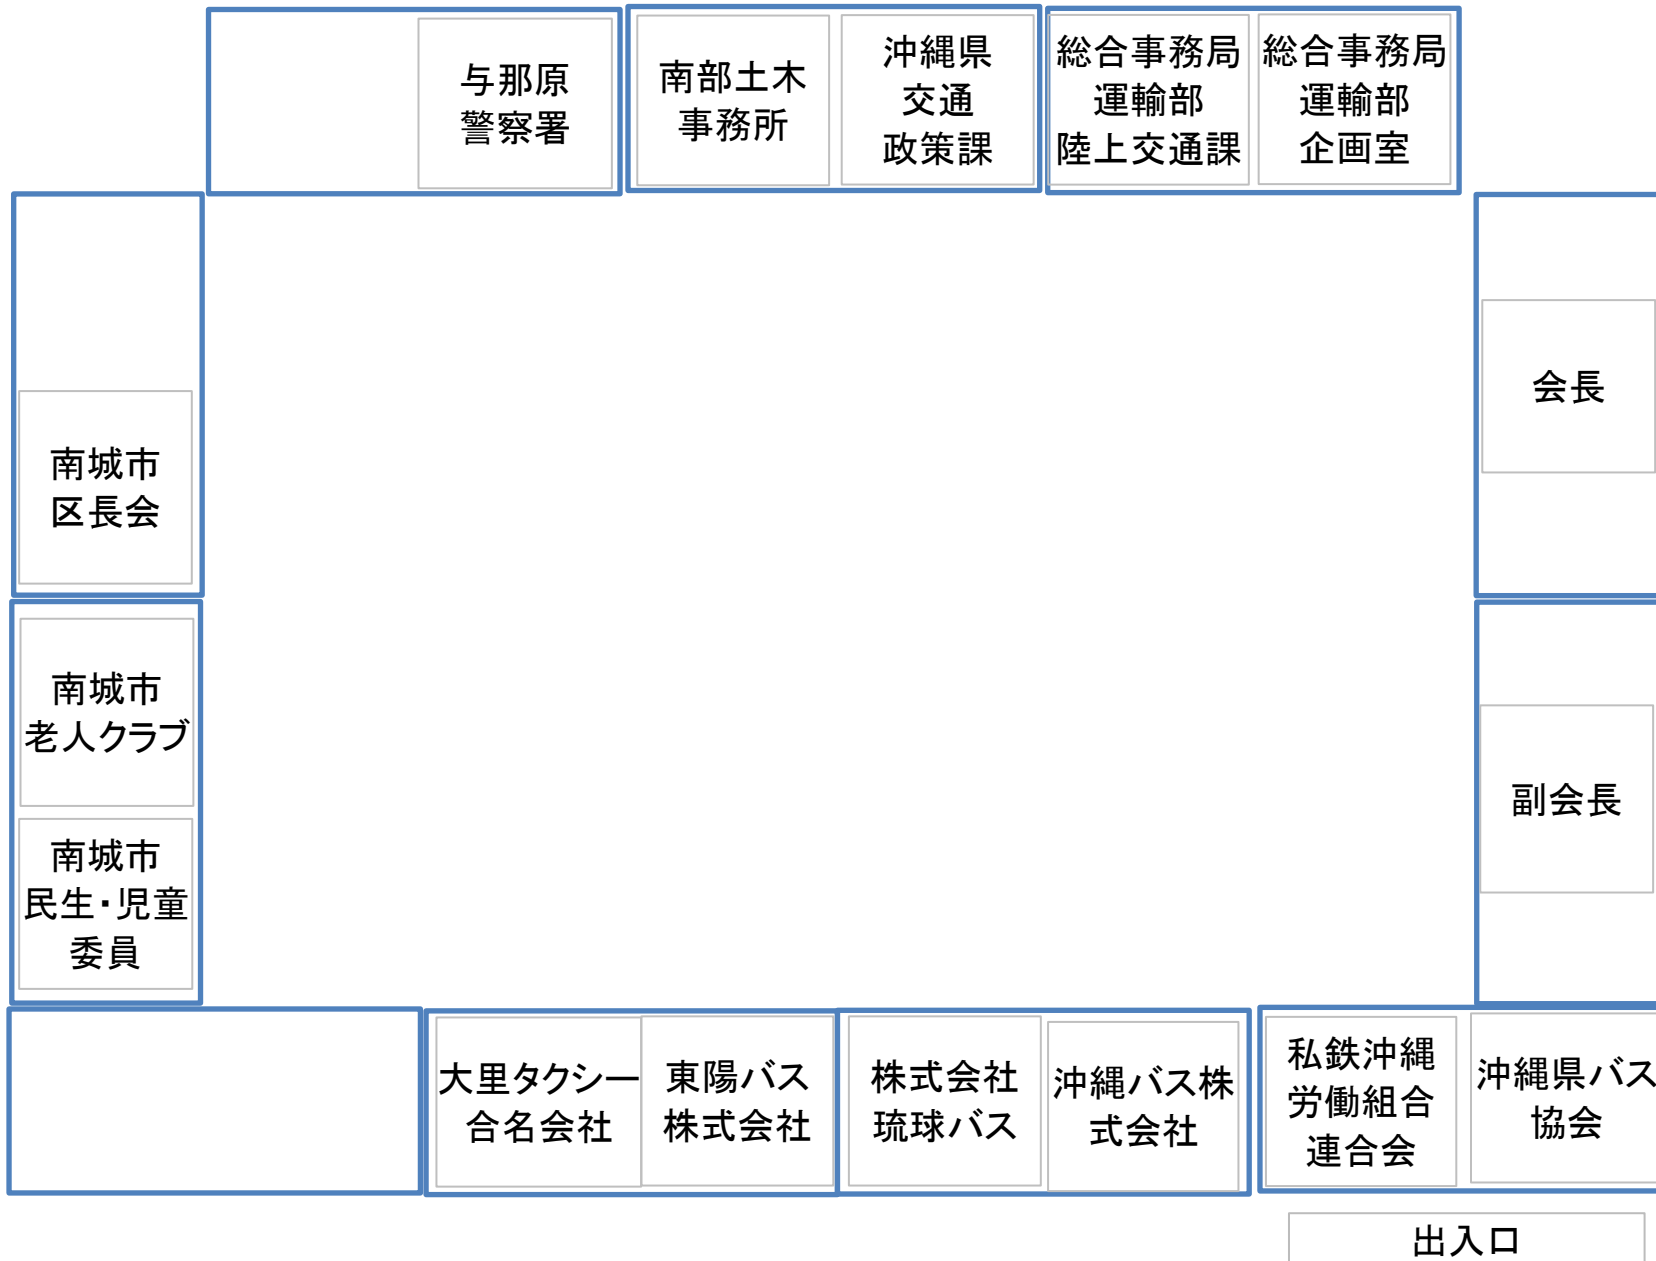 与那原
警察署
南部土木
事務所
沖縄県
交通
政策課
総合事務局
運輸部
陸上交通課
総合事務局
運輸部
企画室
会長
南城市
区長会
南城市
老人クラブ
副会長
南城市
民生・児童
委員
大里タクシー
合名会社
東陽バス
株式会社
株式会社
琉球バス
沖縄バス株
式会社
私鉄沖縄
労働組合
連合会
沖縄県バス
協会
出入口